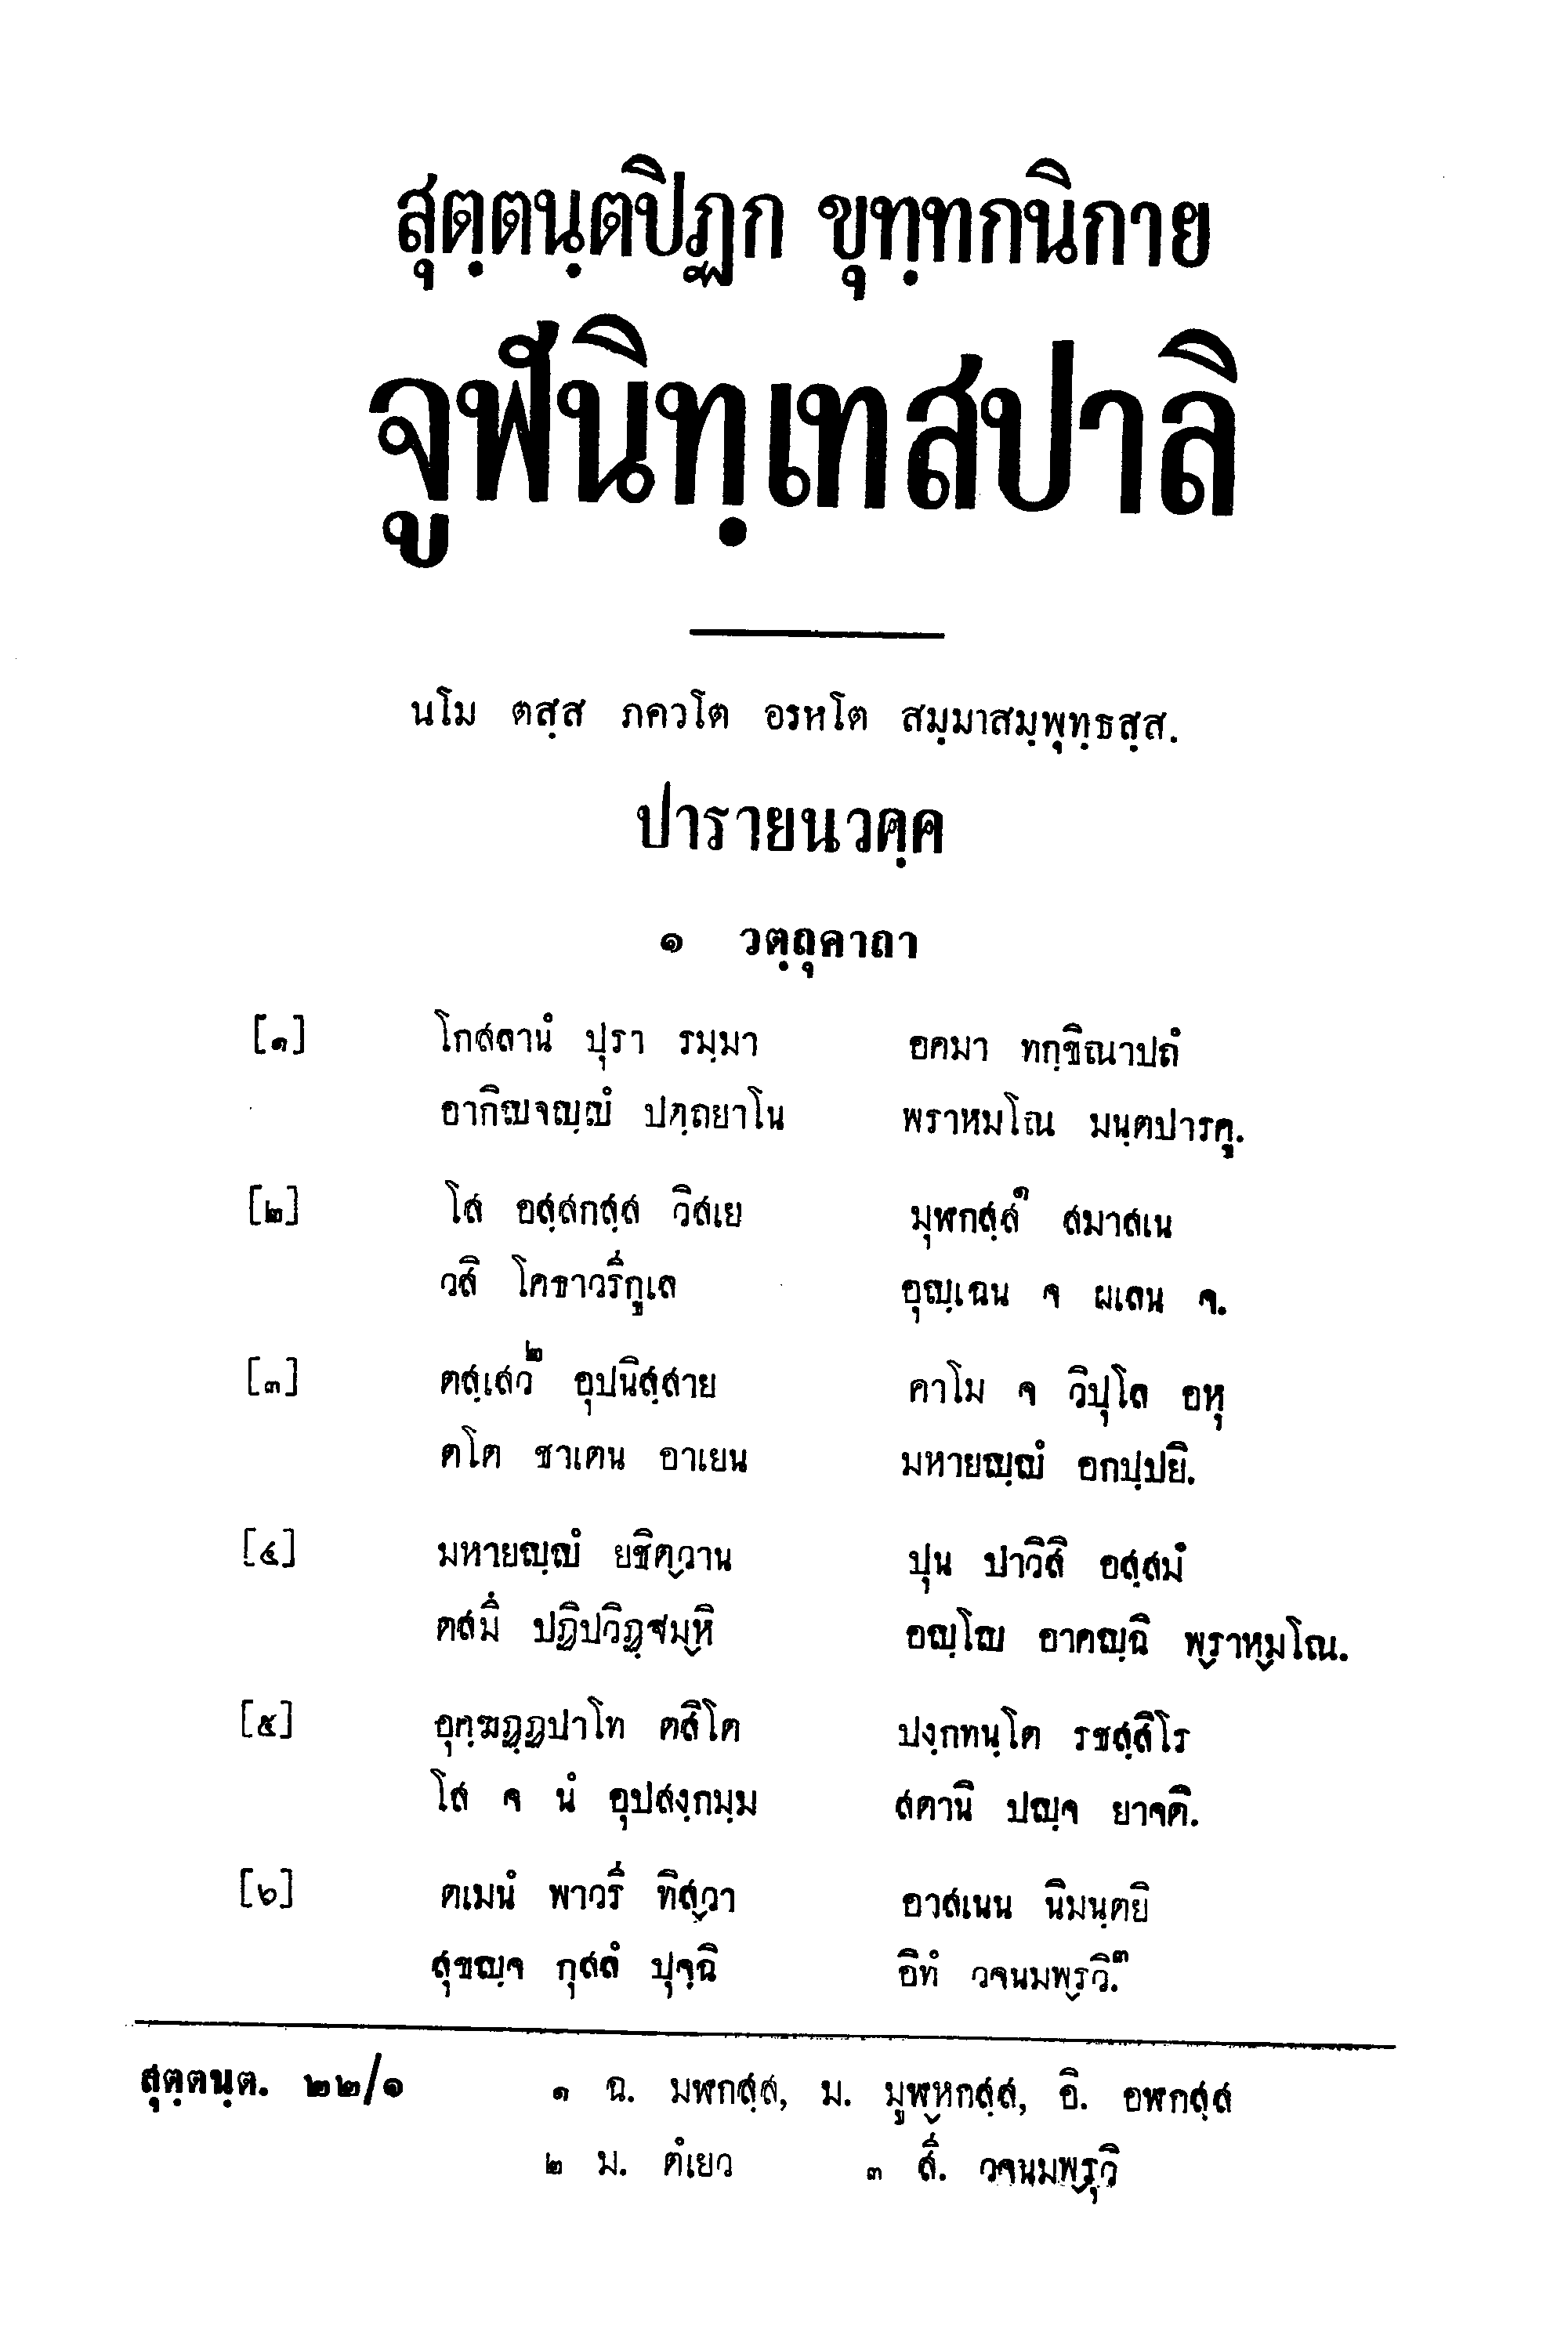 สุตฺตนฺตปิฏก ขุทฺทกนิกาย
จูฬนิทฺเทสปาลิ
นโม ตสฺส ภควโต อรหโต สมฺมาสมฺพุทฺธสฺส.
ปารายนวคฺค
๑ วตฺถุคาถา
[๑] โกสลานํ ปุรา รมฺมา อคมา ทกฺขิณาปถํ
อากิญจญฺญํ ปตฺถยาโน พราหมโณ มนฺตปารคู.
[๒] โส อสฺสกสฺส วิสเย มุฬกสฺส๑ สมาสเน
วสิ โคธาวรีกูเล อุญฺเฉน จ ผเลน จ.
[๓] ตสฺเสว๒ อุปนิสฺสาย คาโม จ วิปุโล อหุ
ตโต ชาเตน อาเยน มหายญฺญํ อกปฺปยิ.
[๔] มหายญฺญํ ยชิตฺวาน ปุน ปาวิสิ อสฺสมํ
ตสมึ ปฏิปวิฏฺฐมฺหิ อญฺโญ อาคญฺฉิ พฺราหฺมโณ.
[๕] อุคฺฆฏฺฏปาโท ตสิโต ปงฺกทนฺโต รชสฺสิโร
โส จ นํ อุปสงฺกมฺม สตานิ ปญฺจ ยาจติ.
[๖] ตเมนํ พาวรี ทิสฺวา อาสเนน นิมนฺตยิ
สุขญฺจ กุสลํ ปุจฺฉิ อิทํ วจนมพฺรวิ.๓
สุตฺตนฺต. ๒๒/๑ ๑ ฉ. มฬกสฺส, ม. มูฬฺหกสฺส, อิ. อฬกสฺส
๒ ม. ตํเยว ๓ สี. วจนมพฺรุวิ